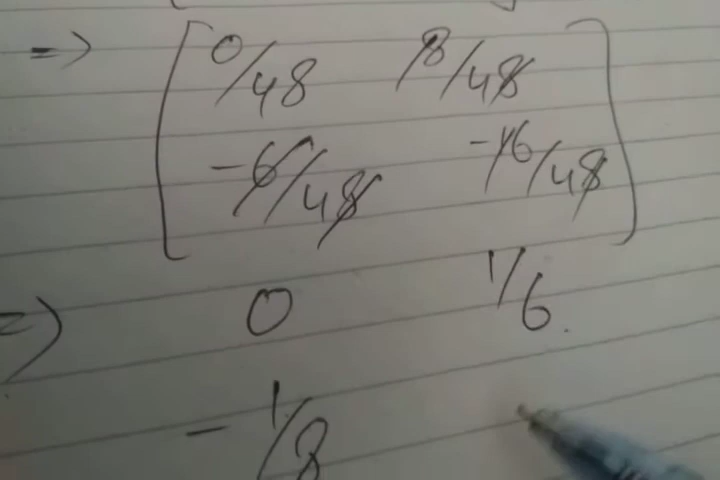 => [ 0/48 8/48
-6/48 -16/48 ]
=> 0 1/6.
- 1/8